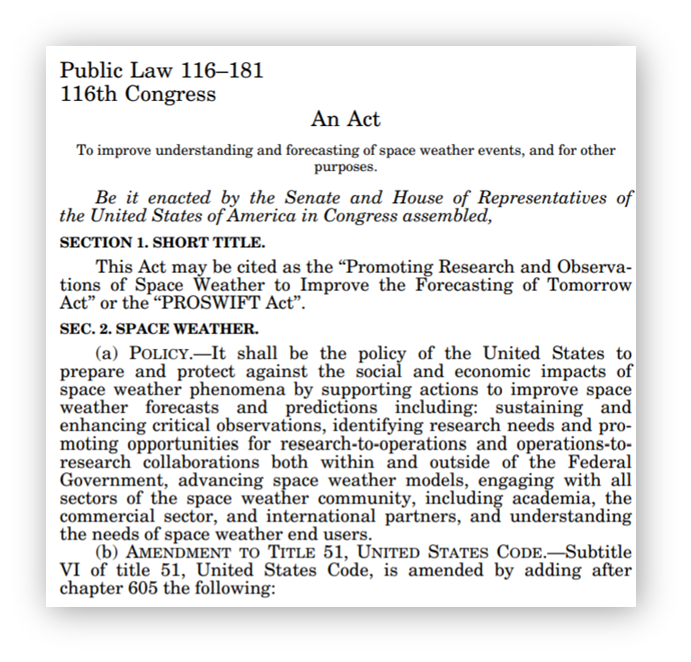 Public Law 116–181
116th Congress
An Act
To improve understanding and forecasting of space weather events, and for other
purposes.
Be it enacted by the Senate and House of Representatives of
the United States of America in Congress assembled,
SECTION 1. SHORT TITLE.
This Act may be cited as the “Promoting Research and Observa-
tions of Space Weather to Improve the Forecasting of Tomorrow
Act” or the “PROSWIFT Act”.
SEC. 2. SPACE WEATHER.
(a) POLICY.—It shall be the policy of the United States to
prepare and protect against the social and economic impacts of
space weather phenomena by supporting actions to improve space
weather forecasts and predictions including: sustaining and
enhancing critical observations, identifying research needs and pro-
moting opportunities for research-to-operations and operations-to-
research collaborations both within and outside of the Federal
Government, advancing space weather models, engaging with all
sectors of the space weather community, including academia, the
commercial sector, and international partners, and understanding
the needs of space weather end users.
(b) AMENDMENT TO TITLE 51, UNITED STATES CODE.—Subtitle
VI of title 51, United States Code, is amended by adding after
chapter 605 the following: